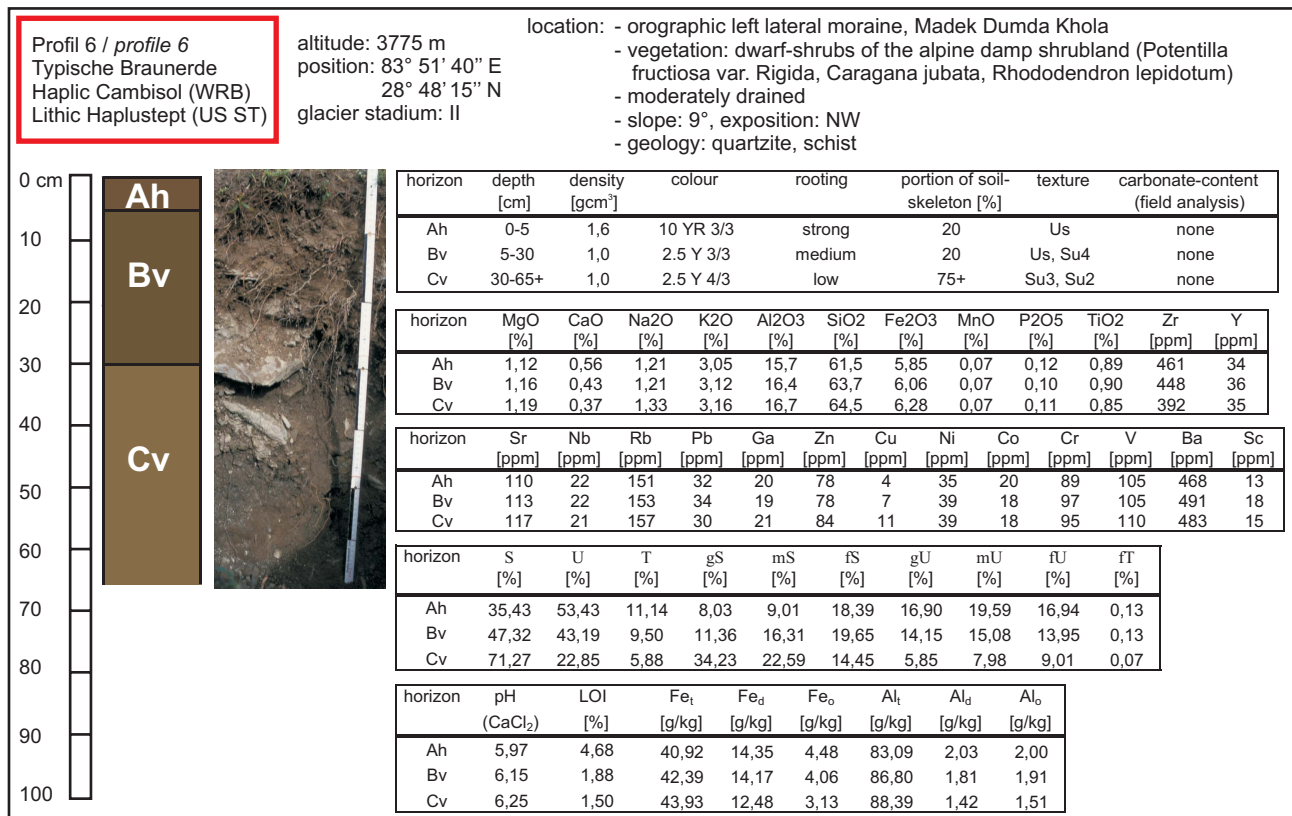 Profil 6 / profile 6
Typische Braunerde
Haplic Cambisol (WRB)
Lithic Haplustept (US ST)
altitude: 3775 m
position: 83° 51' 40'' E
28° 48' 15'' N
glacier stadium: II
location: - orographic left lateral moraine, Madek Dumda Khola
- vegetation: dwarf-shrubs of the alpine damp shrubland (Potentilla
fructiosa var. Rigida, Caragana jubata, Rhododendron lepidotum)
- moderately drained
- slope: 9°, exposition: NW
- geology: quartzite, schist
0 cm
10
20
30
40
50
60
70
80
90
100
Ah
Bv
Cv
horizon depth density colour rooting portion of soil- texture carbonate-content
[cm] [gcm³] skeleton [%] (field analysis)
Ah 0-5 1,6 10 YR 3/3 strong 20 Us none
Bv 5-30 1,0 2.5 Y 3/3 medium 20 Us, Su4 none
Cv 30-65+ 1,0 2.5 Y 4/3 low 75+ Su3, Su2 none
horizon MgO CaO Na2O K2O Al2O3 SiO2 Fe2O3 MnO P2O5 TiO2 Zr Y
[%] [%] [%] [%] [%] [%] [%] [%] [%] [%] [ppm] [ppm]
Ah 1,12 0,56 1,21 3,05 15,7 61,5 5,85 0,07 0,12 0,89 461 34
Bv 1,16 0,43 1,21 3,12 16,4 63,7 6,06 0,07 0,10 0,90 448 36
Cv 1,19 0,37 1,33 3,16 16,7 64,5 6,28 0,07 0,11 0,85 392 35
horizon Sr Nb Rb Pb Ga Zn Cu Ni Co Cr V Ba Sc
[ppm] [ppm] [ppm] [ppm] [ppm] [ppm] [ppm] [ppm] [ppm] [ppm] [ppm] [ppm] [ppm]
Ah 110 22 151 32 20 78 4 35 20 89 105 468 13
Bv 113 22 153 34 19 78 7 39 18 97 105 491 18
Cv 117 21 157 30 21 84 11 39 18 95 110 483 15
horizon S U T gS mS fS gU mU fU fT
[%] [%] [%] [%] [%] [%] [%] [%] [%] [%]
Ah 35,43 53,43 11,14 8,03 9,01 18,39 16,90 19,59 16,94 0,13
Bv 47,32 43,19 9,50 11,36 16,31 19,65 14,15 15,08 13,95 0,13
Cv 71,27 22,85 5,88 34,23 22,59 14,45 5,85 7,98 9,01 0,07
horizon pH LOI Feₜ Fe_d Feₒ Alₜ Al_d Alₒ
(CaCl₂) [%] [g/kg] [g/kg] [g/kg] [g/kg] [g/kg] [g/kg]
Ah 5,97 4,68 40,92 14,35 4,48 83,09 2,03 2,00
Bv 6,15 1,88 42,39 14,17 4,06 86,80 1,81 1,91
Cv 6,25 1,50 43,93 12,48 3,13 88,39 1,42 1,51